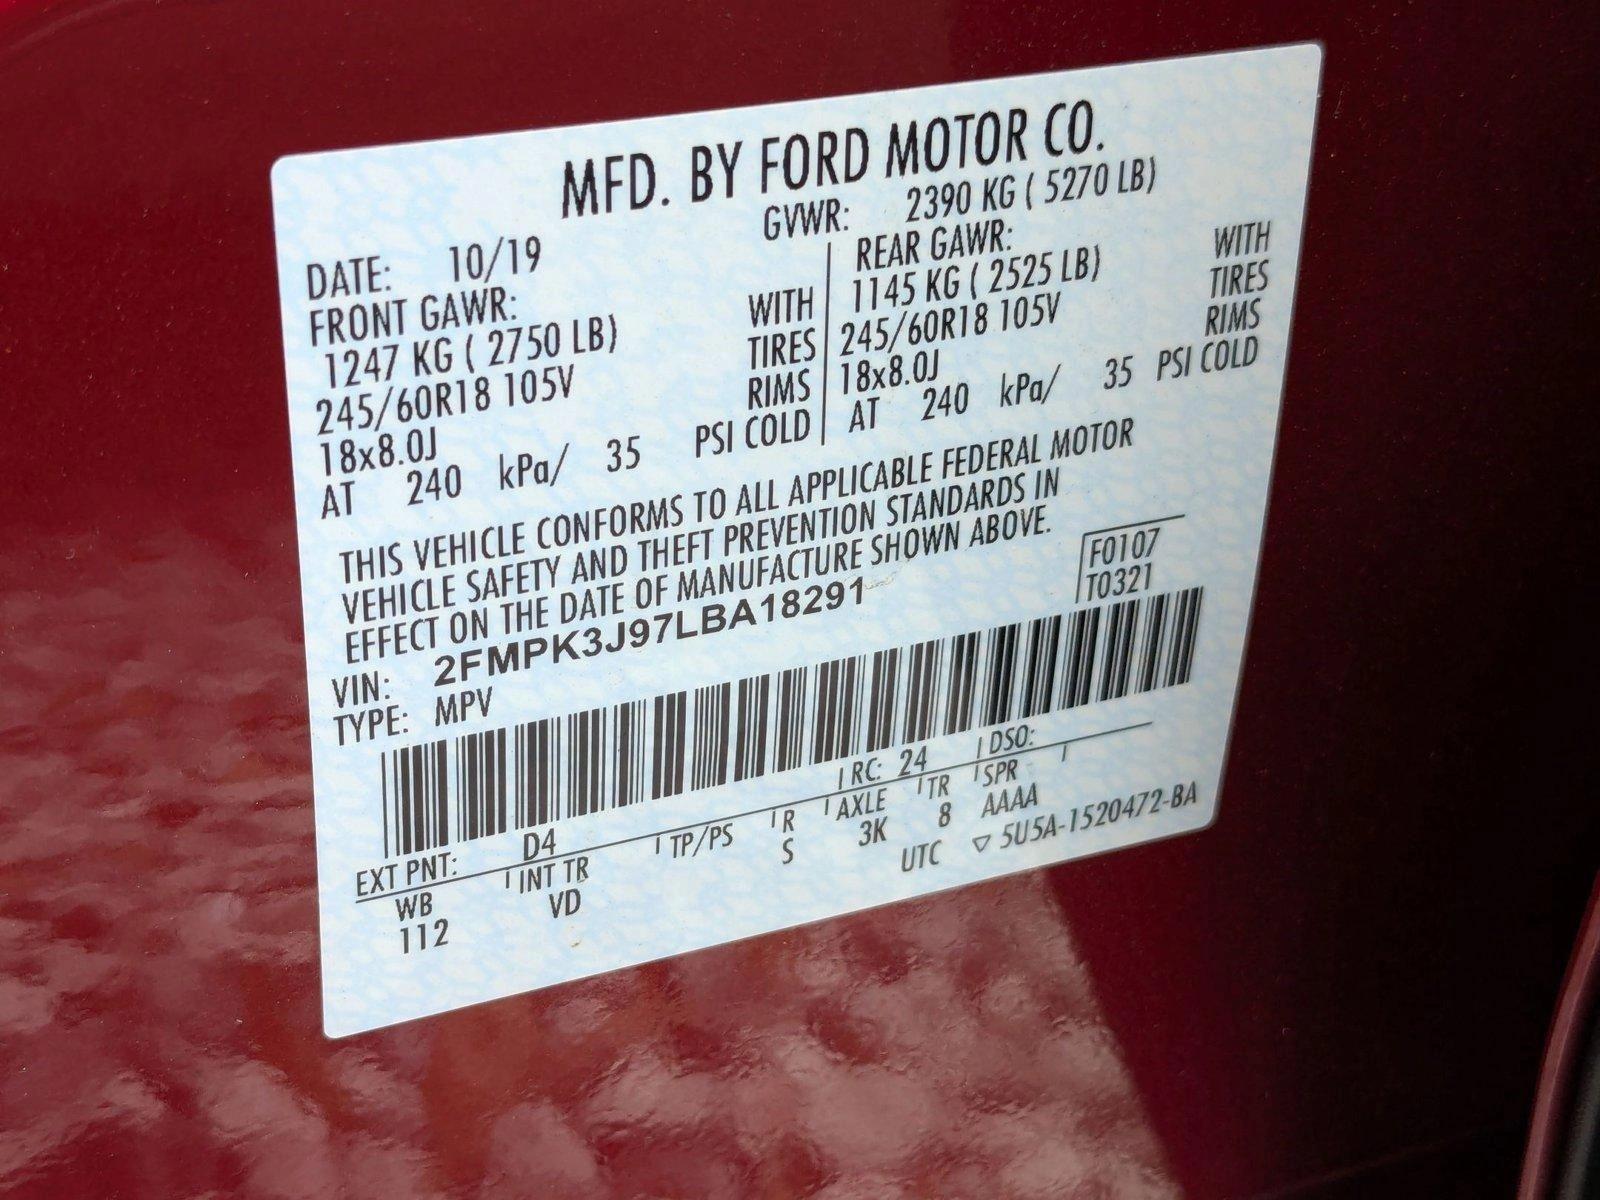 MFD. BY FORD MOTOR CO.
DATE: 10/19 GVWR: 2390 KG ( 5270 LB)
FRONT GAWR: REAR GAWR:
1247 KG ( 2750 LB) WITH 1145 KG ( 2525 LB) WITH
245/60R18 105V TIRES 245/60R18 105V TIRES
18x8.0J RIMS 18x8.0J RIMS
AT 240 kPa/ 35 PSI COLD AT 240 kPa/ 35 PSI COLD
THIS VEHICLE CONFORMS TO ALL APPLICABLE FEDERAL MOTOR
VEHICLE SAFETY AND THEFT PREVENTION STANDARDS IN
EFFECT ON THE DATE OF MANUFACTURE SHOWN ABOVE.
F0107
T0321
VIN: 2FMPK3J97LBA18291
TYPE: MPV
EXT PNT: D4 RC: 24 DSO:
WB INT TR TP/PS R AXLE TR SPR
112 VD S 3K 8 AAAA
UTC ▽ 5U5A-1520472-BA